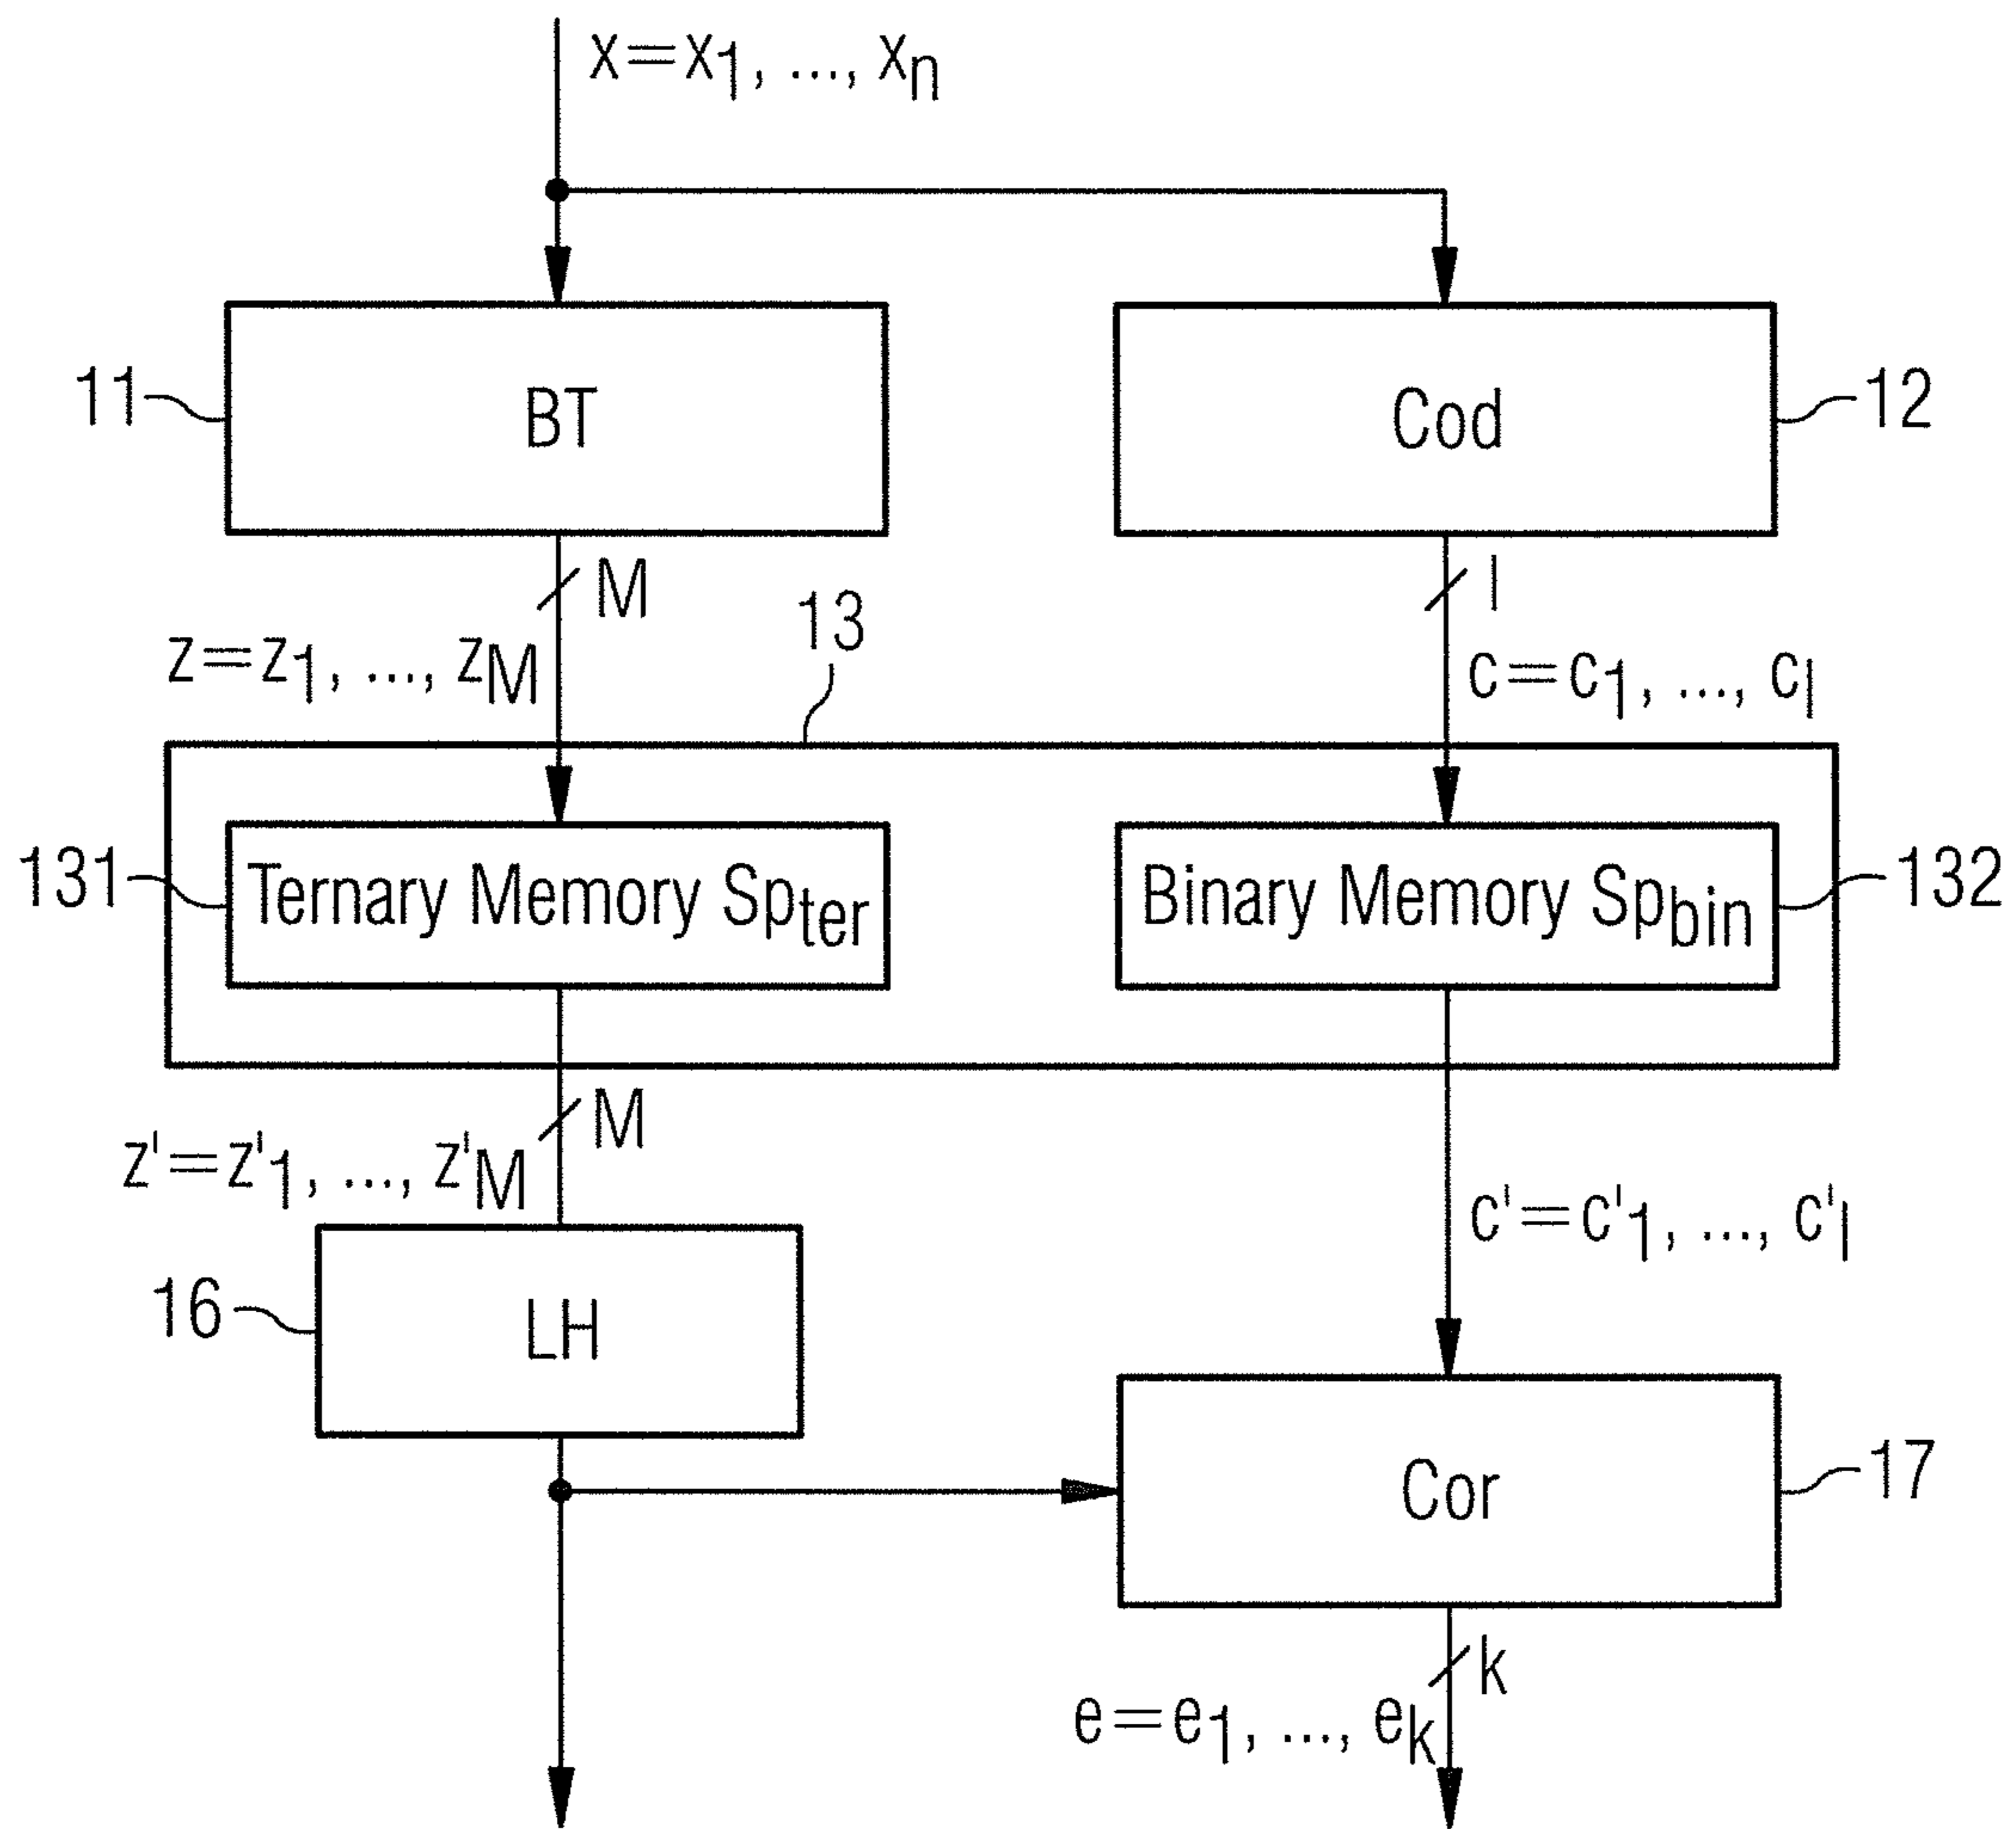 x=x1, ..., xn
11
BT
Cod
12
M
l
z=z1, ..., zM
13
c=c1, ..., cl
131
Ternary Memory Spter
Binary Memory Spbin
132
M
z'=z'1, ..., z'M
c'=c'1, ..., c'l
16
LH
Cor
17
k
e=e1, ..., ek